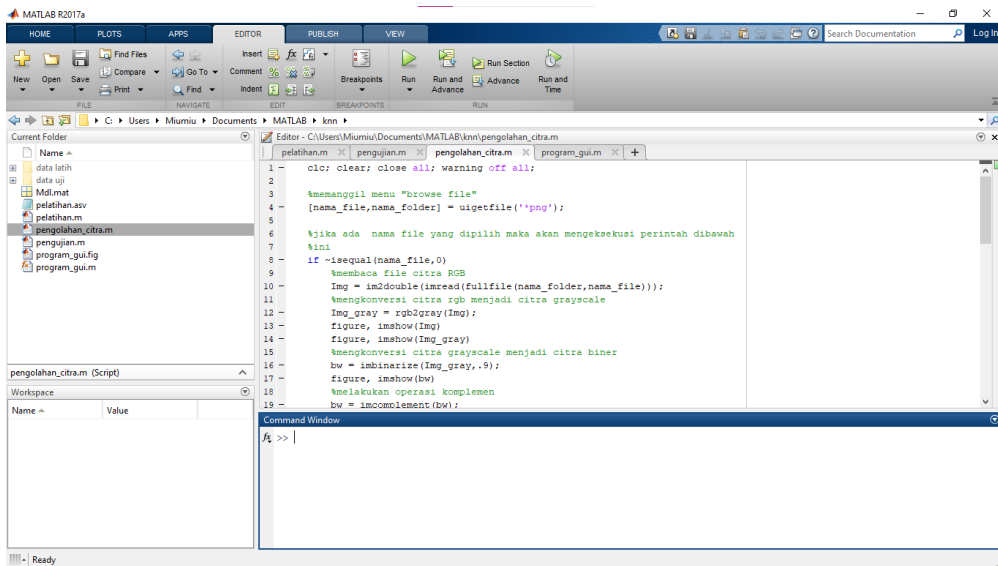 MATLAB R2017a
HOME PLOTS APPS EDITOR PUBLISH VIEW Search Documentation Log In
New Open Save Find Files Compare Print Go To Find Insert fx Comment % Indent Breakpoints Run Run and Advance Run Section Advance Run and Time
FILE NAVIGATE EDIT BREAKPOINTS RUN
C: Users Miumiu Documents MATLAB knn
Current Folder
Name
data latih
data uji
Mdl.mat
pelatihan.asv
pelatihan.m
pengolahan_citra.m
pengujian.m
program_gui.fig
program_gui.m
pengolahan_citra.m (Script)
Workspace
Name Value
Editor - C:\Users\Miumiu\Documents\MATLAB\knn\pengolahan_citra.m
pelatihan.m pengujian.m pengolahan_citra.m program_gui.m +
1 - clc; clear; close all; warning off all;
2
3 %memanggil menu "browse file"
4 - [nama_file,nama_folder] = uigetfile('*png');
5
6 %jika ada nama file yang dipilih maka akan mengeksekusi perintah dibawah
7 %ini
8 - if ~isequal(nama_file,0)
9 %membaca file citra RGB
10 - Img = im2double(imread(fullfile(nama_folder,nama_file)));
11 %mengkonversi citra rgb menjadi citra grayscale
12 - Img_gray = rgb2gray(Img);
13 - figure, imshow(Img)
14 - figure, imshow(Img_gray)
15 %mengkonversi citra grayscale menjadi citra biner
16 - bw = imbinarize(Img_gray,.9);
17 - figure, imshow(bw)
18 %melakukan operasi komplemen
19 - bw = imcomplement(bw);
Command Window
fx >>
Ready